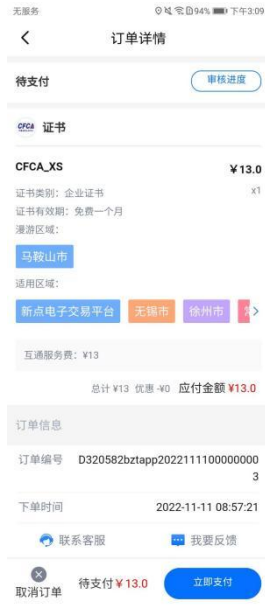 无服务
94% 下午3:09
订单详情
待支付
审核进度
CFCA 证书
CFCA_XS
¥13.0
证书类别：企业证书
x1
证书有效期：免费一个月
漫游区域：
马鞍山市
适用区域：
新点电子交易平台 无锡市 徐州市
互通服务费：¥13
总计 ¥13 优惠 -¥0 应付金额 ¥13.0
订单信息
订单编号 D320582bztapp2022111100000000
3
下单时间 2022-11-11 08:57:21
联系客服 我要反馈
取消订单
待支付 ¥ 13.0
立即支付